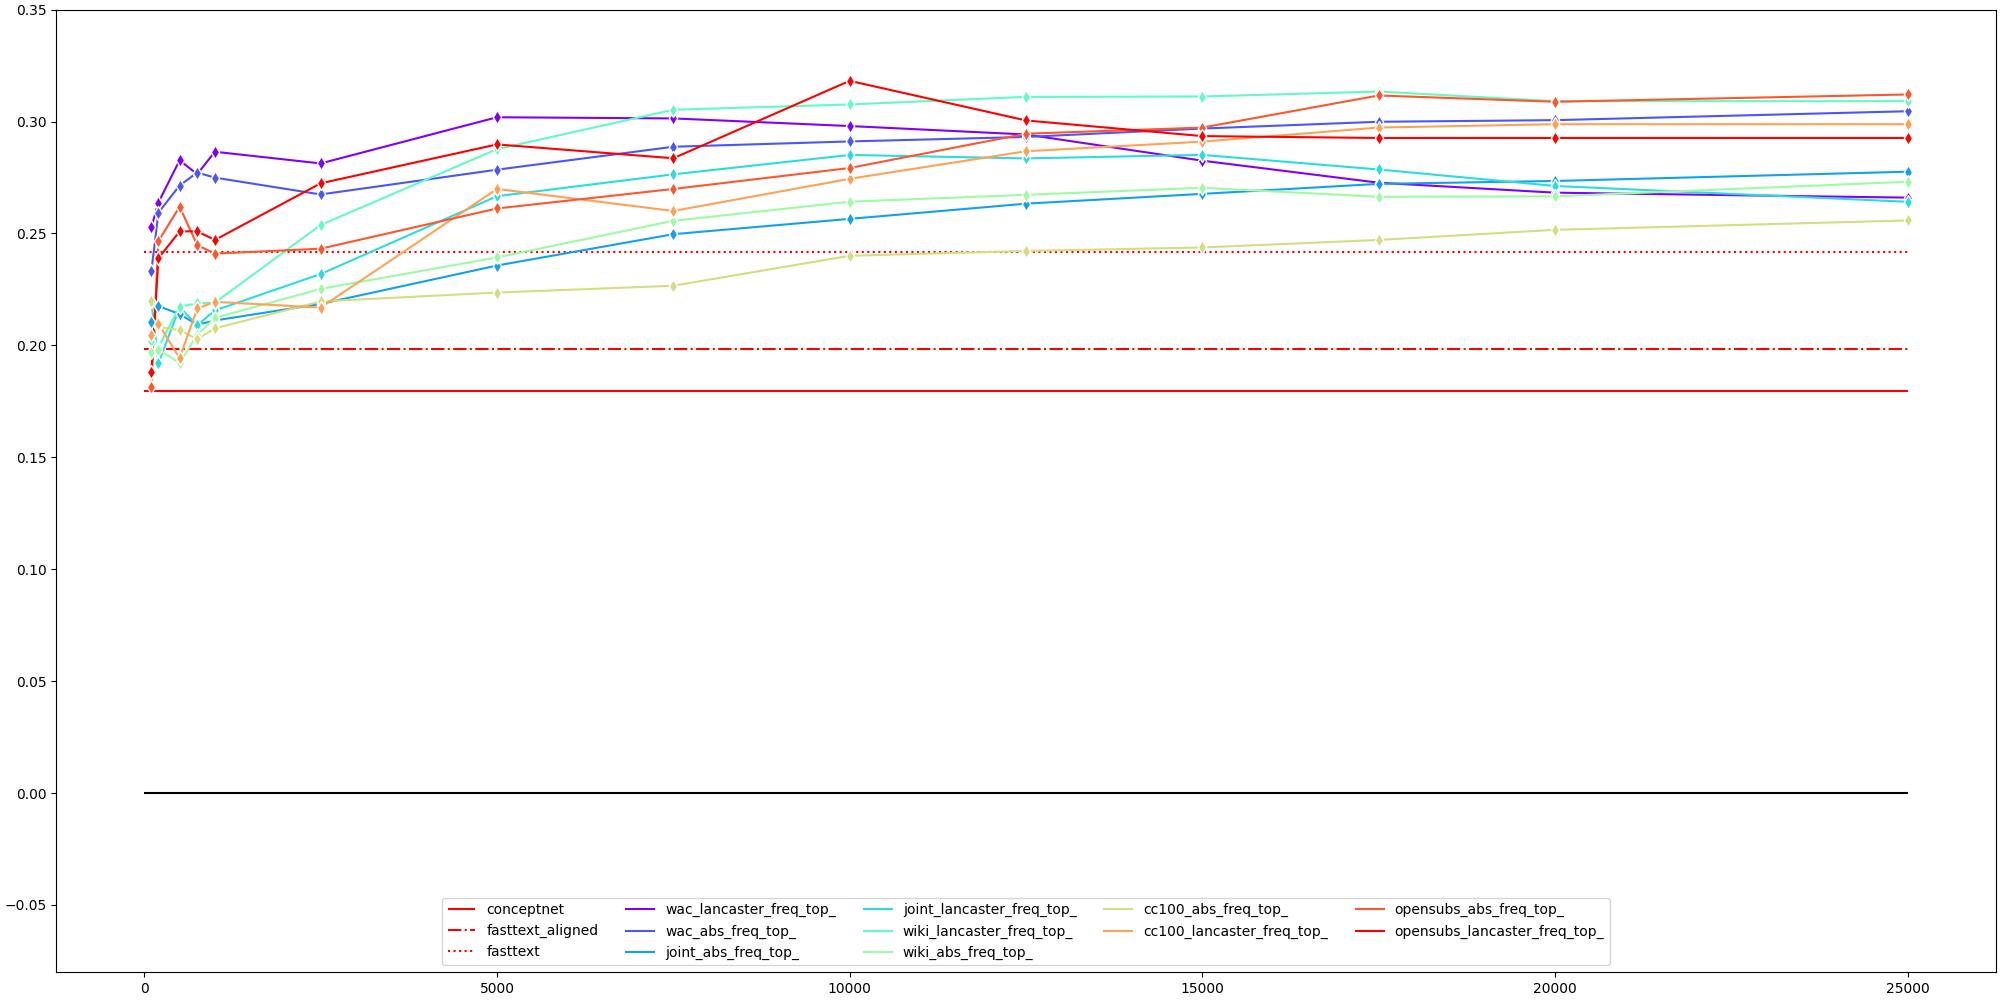 0.35
0.30
0.25
0.20
0.15
0.10
0.05
0.00
−0.05
conceptnet
fasttext_aligned
fasttext
wac_lancaster_freq_top_
wac_abs_freq_top_
joint_abs_freq_top_
joint_lancaster_freq_top_
wiki_lancaster_freq_top_
wiki_abs_freq_top_
cc100_abs_freq_top_
cc100_lancaster_freq_top_
opensubs_abs_freq_top_
opensubs_lancaster_freq_top_
0 5000 10000 15000 20000 25000